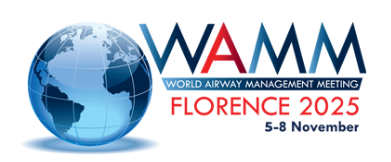 WAMM
WORLD AIRWAY MANAGEMENT MEETING
FLORENCE 2025
5-8 November